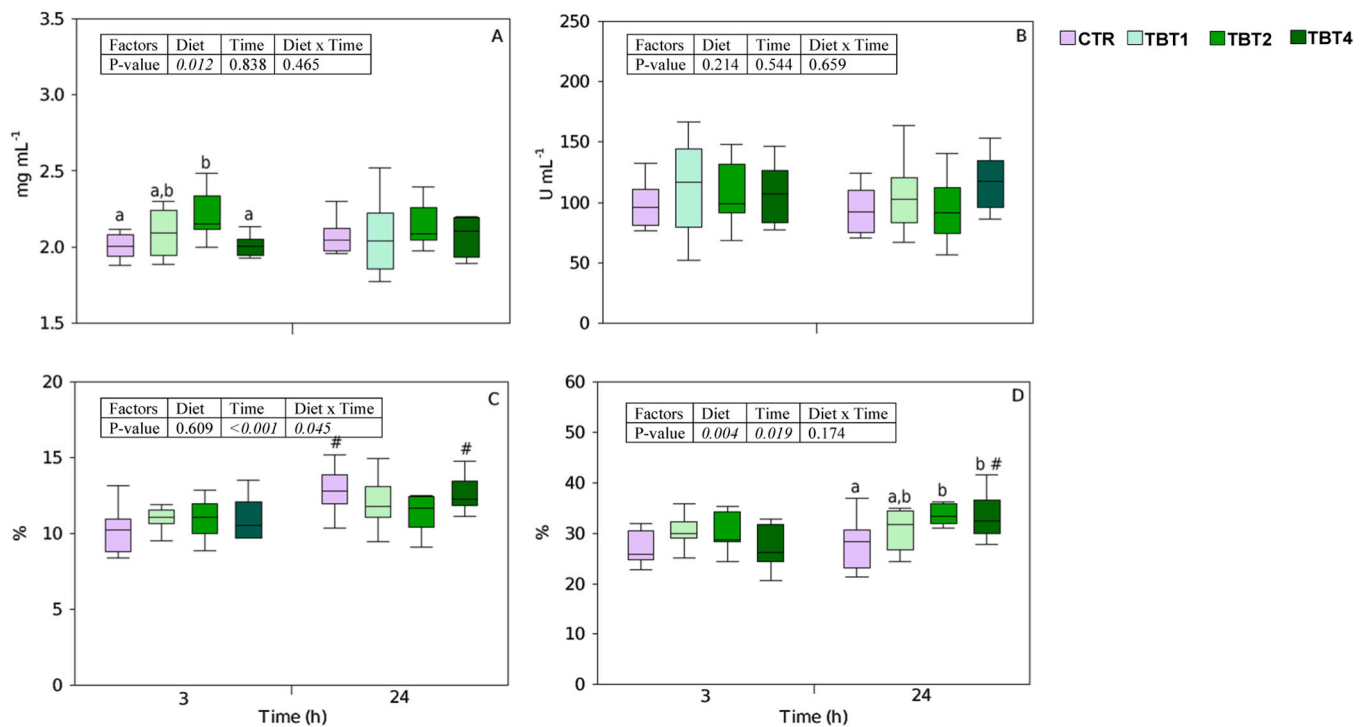 CTR TBT1 TBT2 TBT4
A
Factors Diet Time Diet x Time
P-value 0.012 0.838 0.465
mg mL-1
3.5
3.0
2.5
2.0
1.5
a a,b b a
B
Factors Diet Time Diet x Time
P-value 0.214 0.544 0.659
U mL-1
250
200
150
100
50
0
C
Factors Diet Time Diet x Time
P-value 0.609 <0.001 0.045
%
20
15
10
5
0
# #
3 24
Time (h)
D
Factors Diet Time Diet x Time
P-value 0.004 0.019 0.174
%
60
50
40
30
20
10
0
a a,b b b #
3 24
Time (h)